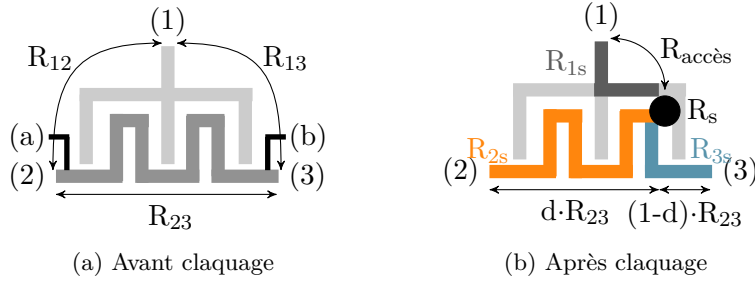 (1)
R12
R13
(a)
(b)
(2)
(3)
R23
(a) Avant claquage
(1)
R1s
Raccès
Rs
R2s
R3s
(2)
(3)
d·R23
(1-d)·R23
(b) Après claquage